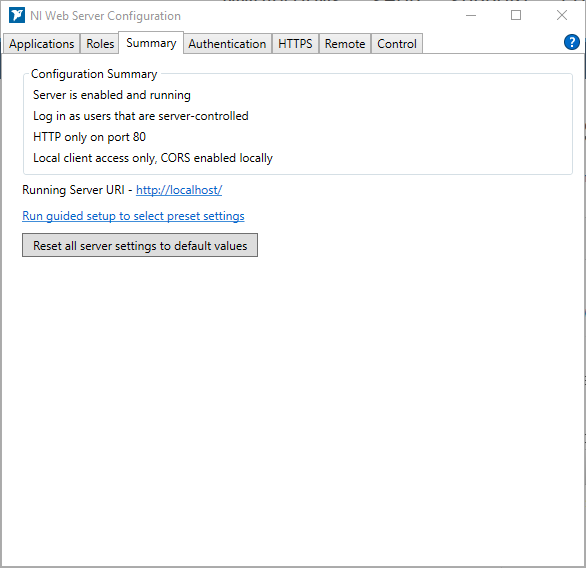 NI Web Server Configuration
Applications Roles Summary Authentication HTTPS Remote Control
?
Configuration Summary
Server is enabled and running
Log in as users that are server-controlled
HTTP only on port 80
Local client access only, CORS enabled locally
Running Server URI - http://localhost/
Run guided setup to select preset settings
Reset all server settings to default values